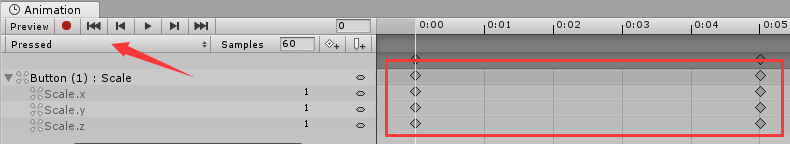 Animation
Preview 0 0:00 0:01 0:02 0:03 0:04 0:05
Pressed Samples 60
Button (1) : Scale
Scale.x 1
Scale.y 1
Scale.z 1